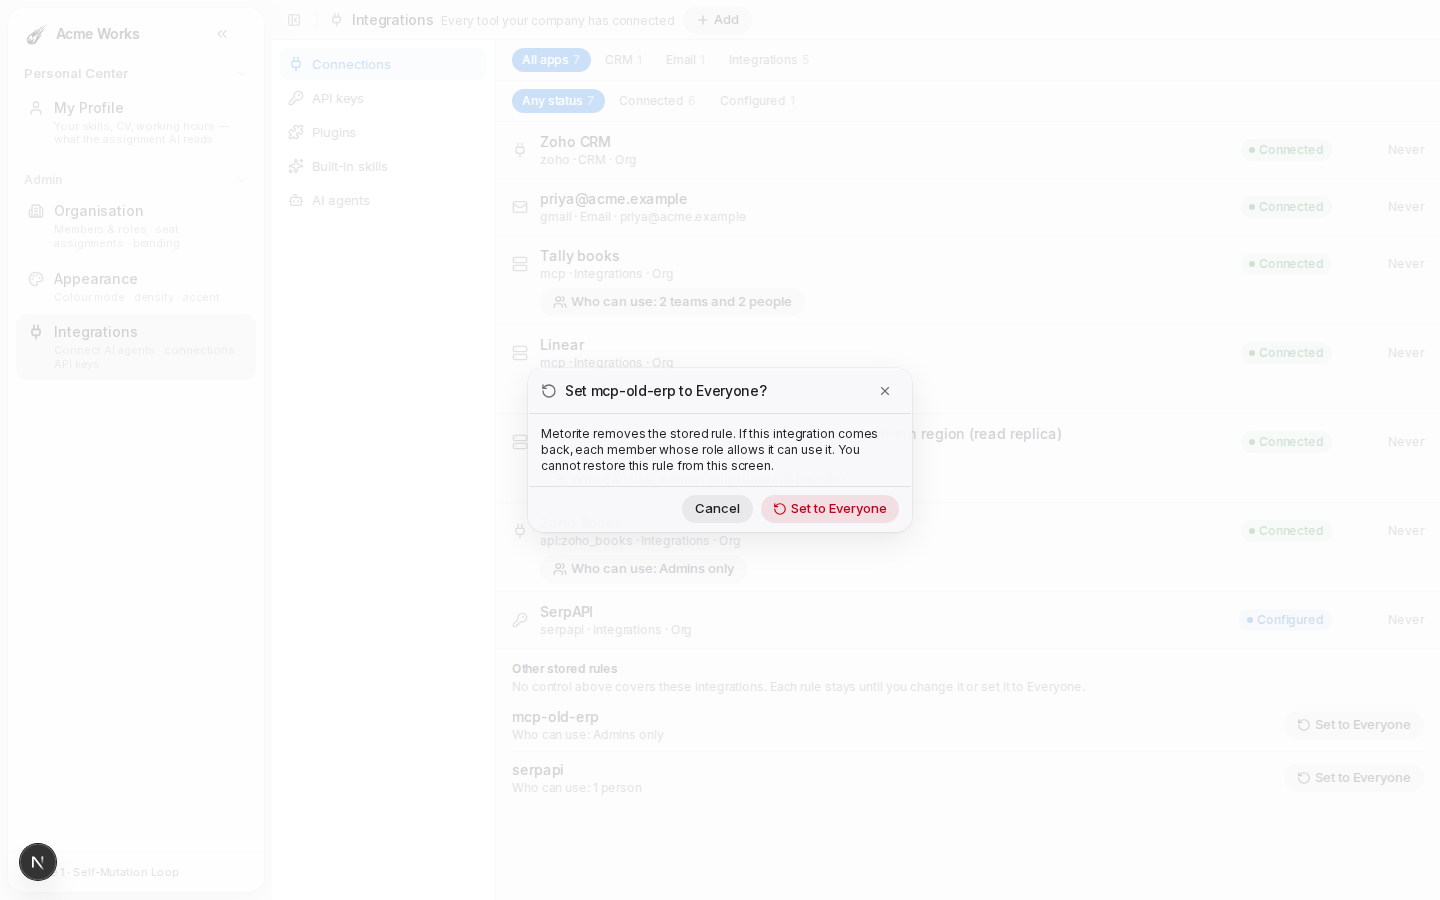 Acme Works
Integrations
Every tool your company has connected
Add
Personal Center
My Profile
Your skills, CV, working hours —
what the assignment AI reads
Admin
Organisation
Members & roles · seat
assignments · branding
Appearance
Colour mode · density · accent
Integrations
Connect AI agents · connections
API keys
1 · Self-Mutation Loop
Connections
API keys
Plugins
Built-in skills
AI agents
All apps 7
CRM 1
Email 1
Integrations 5
Any status 7
Connected 6
Configured 1
Zoho CRM
zoho · CRM · Org
Connected
Never
priya@acme.example
gmail · Email · priya@acme.example
Connected
Never
Tally books
mcp · Integrations · Org
Connected
Never
Who can use: 2 teams and 2 people
Linear
mcp · Integrations · Org
Connected
Never
Set mcp-old-erp to Everyone?
Metorite removes the stored rule. If this integration comes
back, each member whose role allows it can use it. You
cannot restore this rule from this screen.
Cancel
Set to Everyone
region (read replica)
Connected
Never
api:zoho_books · Integrations · Org
Connected
Never
Who can use: Admins only
SerpAPI
serpapi · Integrations · Org
Configured
Never
Other stored rules
No control above covers these integrations. Each rule stays until you change it or set it to Everyone.
mcp-old-erp
Who can use: Admins only
Set to Everyone
serpapi
Who can use: 1 person
Set to Everyone